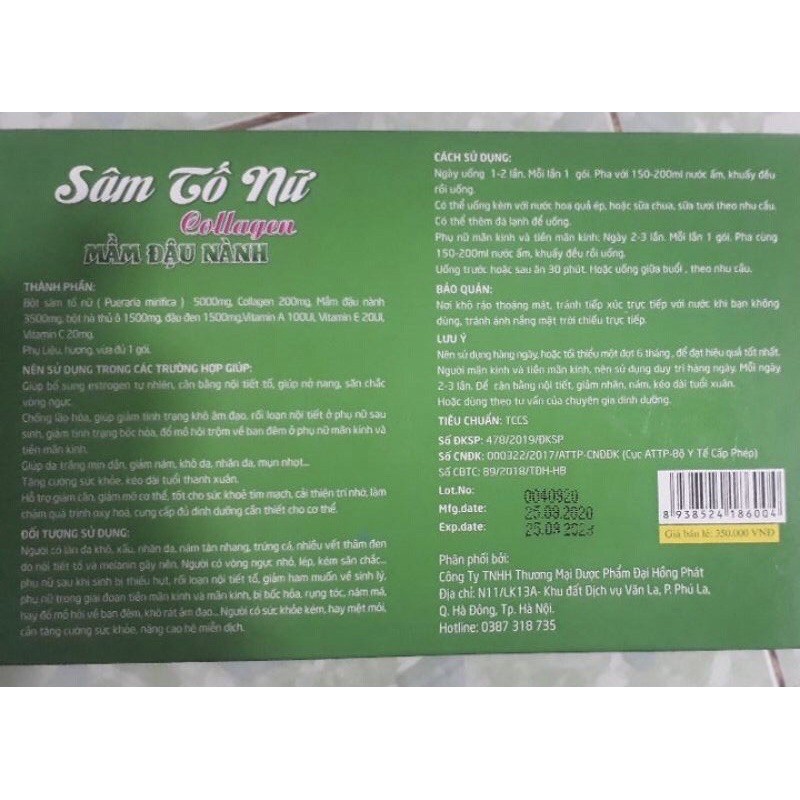 Sâm Tố Nữ
Collagen
MẦM ĐẬU NÀNH
THÀNH PHẦN:
Bột sâm tố nữ ( Pueraria mirifica ) 5000mg, Collagen 200mg, Mầm đậu nành
3500mg, bột hà thủ ô 1500mg, đậu đen 1500mg,Vitamin A 100UI, Vitamin E 20UI,
Vitamin C 20mg.
Phụ Liệu, hương, vừa đủ 1 gói.
NÊN SỬ DỤNG TRONG CÁC TRƯỜNG HỢP GIÚP:
Giúp bổ sung estrogen tự nhiên, cân bằng nội tiết tố, giúp nở nang, săn chắc
vòng ngực.
Chống lão hóa, giúp giảm tình trạng khô âm đạo, rối loạn nội tiết ở phụ nữ sau
sinh, giảm tình trạng bốc hỏa, đổ mồ hôi trộm về ban đêm ở phụ nữ mãn kinh và
tiền mãn kinh.
Giúp da trắng mịn dần, giảm nám, khô da, nhăn da, mụn nhọt...
Tăng cường sức khỏe, kéo dài tuổi thanh xuân.
Hỗ trợ giảm cân, giảm mỡ cơ thể, tốt cho sức khoẻ tim mạch, cải thiện trí nhớ, làm
chậm quá trình oxy hoá, cung cấp đủ dinh dưỡng cần thiết cho cơ thể.
ĐỐI TƯỢNG SỬ DỤNG:
Người có làn da khô, xấu, nhăn da, nám tàn nhang, trứng cá, nhiều vết thâm đen
do nội tiết tố và melanin gây nên. Người có vòng ngực nhỏ, lép, kém săn chắc...
phụ nữ sau khi sinh bị thiếu hụt, rối loạn nội tiết tố, giảm ham muốn về sinh lý,
phụ nữ trong giai đoạn tiền mãn kinh và mãn kinh, bị bốc hỏa, rụng tóc, nám má,
hay đổ mồ hôi về ban đêm, khô rát âm đạo... Người có sức khỏe kém, hay mệt mỏi,
cần tăng cường sức khỏe, nâng cao hệ miễn dịch.
CÁCH SỬ DỤNG:
Ngày uống 1-2 lần. Mỗi lần 1 gói. Pha với 150-200ml nước ấm, khuấy đều
rồi uống.
Có thể uống kèm với nước hoa quả ép, hoặc sữa chua, sữa tươi theo nhu cầu.
Có thể thêm đá lạnh để uống.
Phụ nữ mãn kinh và tiền mãn kinh: Ngày 2-3 lần. Mỗi lần 1 gói. Pha cùng
150-200ml nước ấm, khuấy đều rồi uống.
Uống trước hoặc sau ăn 30 phút. Hoặc uống giữa buổi , theo nhu cầu.
BẢO QUẢN:
Nơi khô ráo thoáng mát, tránh tiếp xúc trực tiếp với nước khi bạn không
dùng, tránh ánh nắng mặt trời chiếu trực tiếp.
LƯU Ý
Nên sử dụng hàng ngày, hoặc tối thiểu một đợt 6 tháng , để đạt hiệu quả tốt nhất.
Người mãn kinh và tiền mãn kinh, nên sử dụng duy trì hàng ngày. Mỗi ngày
2-3 lần. Để cân bằng nội tiết, giảm nhăn, nám, kéo dài tuổi xuân.
Hoặc dùng theo tư vấn của chuyên gia dinh dưỡng.
TIÊU CHUẨN: TCCS
Số ĐKSP: 478/2019/ĐKSP
Số CNĐK: 000322/2017/ATTP-CNĐĐK (Cục ATTP-Bộ Y Tế Cấp Phép)
Số CBTC: 89/2018/TĐH-HB
Lot.No: 0040920
Mfg.date: 25.09.2020
Exp.date: 25.09.2023
8 938524 186004
Giá bán lẻ: 350.000 VNĐ
Phân phối bởi:
Công Ty TNHH Thương Mại Dược Phẩm Đại Hồng Phát
Địa chỉ: N11/LK13A- Khu đất Dịch vụ Văn La, P. Phú La,
Q. Hà Đông, Tp. Hà Nội.
Hotline: 0387 318 735